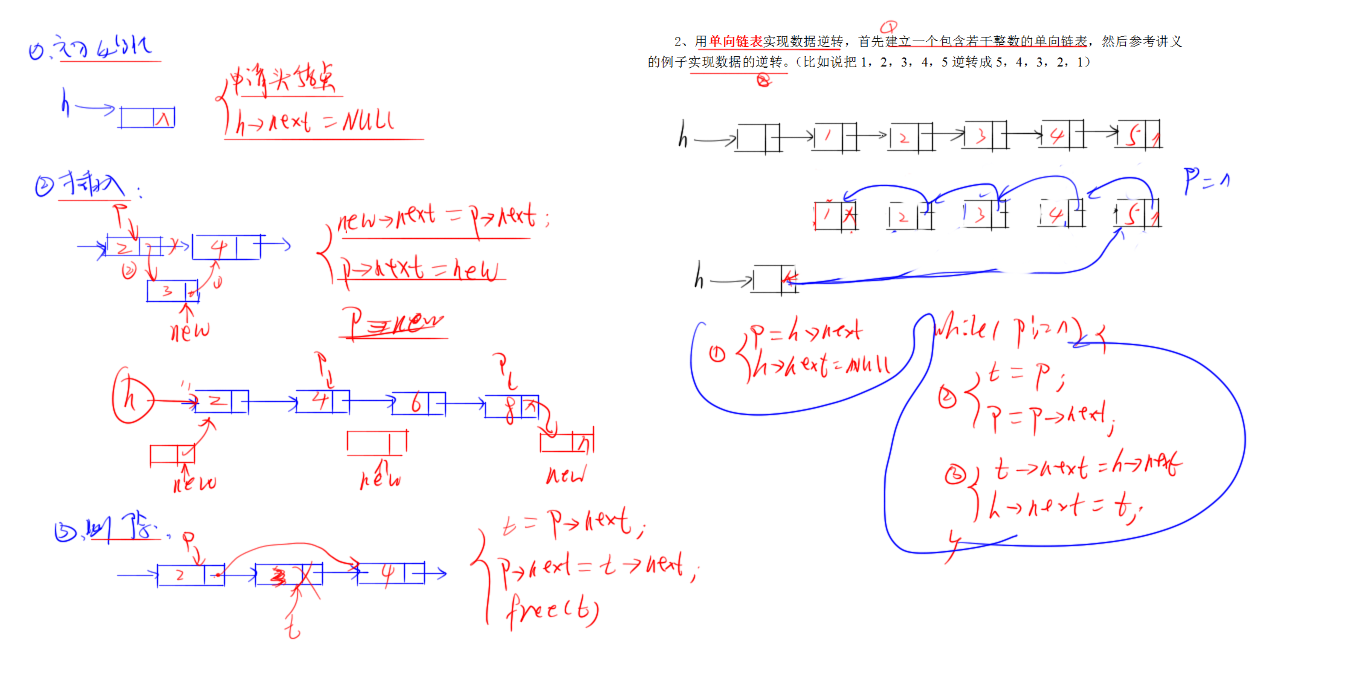 ①、初始化
h
∧
申请头结点
h→next = NULL
②插入：
p
2
4
②
①
3
new
new→next = p→next;
p→next = new
p = new
h
p
p
2
4
6
8
∧
∧
new
new
new
③、删除、
p
2
3
4
t
t = p→next;
p→next = t→next;
free(t)
①
2、用单向链表实现数据逆转，首先建立一个包含若干整数的单向链表，然后参考讲义
的例子实现数据的逆转。（比如说把 1，2，3，4，5 逆转成 5，4，3，2，1）
②
h
1
2
3
4
5
∧
p = ∧
1
2
3
4
5
∧
h
① p = h→next
h→next = NULL
while( p != ∧ ) {
② t = p;
p = p→next;
③ t→next = h→next
h→next = t;
}